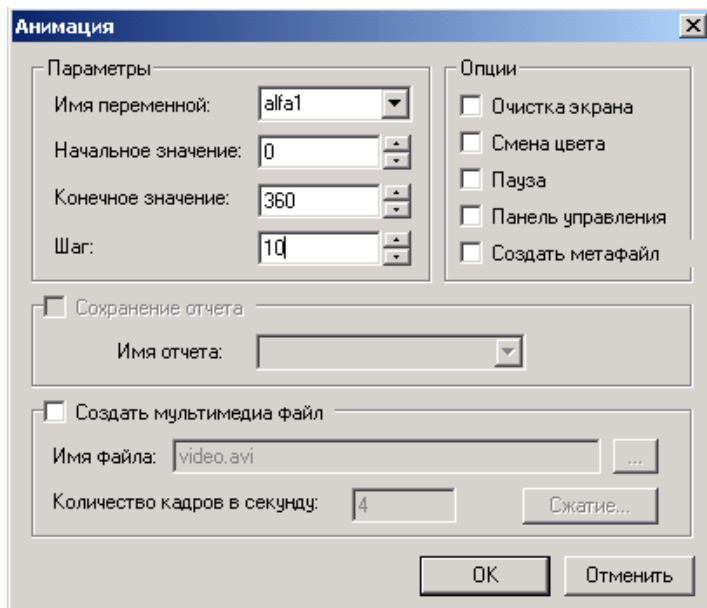 Анимация
Параметры
Имя переменной: alfa1
Начальное значение: 0
Конечное значение: 360
Шаг: 10
Опции
Очистка экрана
Смена цвета
Пауза
Панель управления
Создать метафайл
Сохранение отчета
Имя отчета:
Создать мультимедиа файл
Имя файла: video.avi ...
Количество кадров в секунду: 4 Сжатие...
OK Отменить